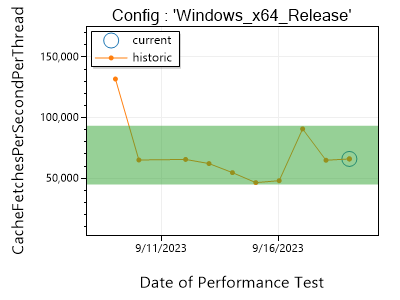 Config : 'Windows_x64_Release'
CacheFetchesPerSecondPerThread
current
historic
150,000
100,000
50,000
9/11/2023
9/16/2023
Date of Performance Test